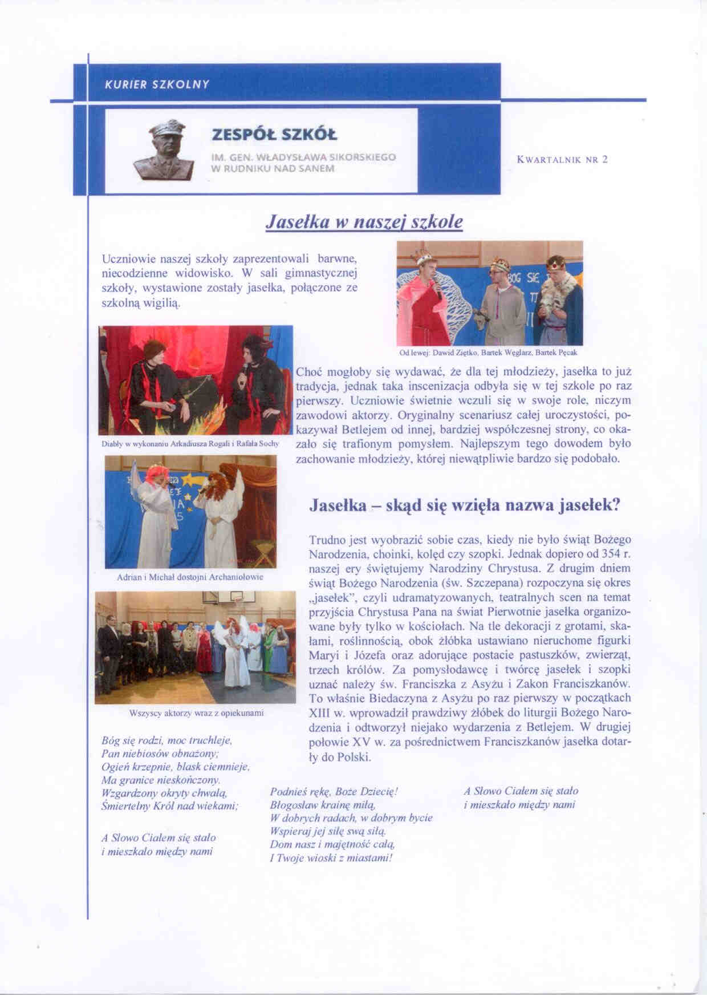 KURIER SZKOLNY
ZESPÓŁ SZKÓŁ
IM. GEN. WŁADYSŁAWA SIKORSKIEGO
W RUDNIKU NAD SANEM
KWARTALNIK NR 2
Jasełka w naszej szkole
Uczniowie naszej szkoły zaprezentowali barwne,
niecodzienne widowisko. W sali gimnastycznej
szkoły, wystawione zostały jasełka, połączone ze
szkolną wigilią.
Od lewej: Dawid Ziętko, Bartek Węglarz, Bartek Pęcak
Diabły w wykonaniu Arkadiusza Rogali i Rafała Sochy
Choć mogłoby się wydawać, że dla tej młodzieży, jasełka to już
tradycja, jednak taka inscenizacja odbyła się w tej szkole po raz
pierwszy. Uczniowie świetnie wczuli się w swoje role, niczym
zawodowi aktorzy. Oryginalny scenariusz całej uroczystości, po-
kazywał Betlejem od innej, bardziej współczesnej strony, co oka-
zało się trafionym pomysłem. Najlepszym tego dowodem było
zachowanie młodzieży, której niewątpliwie bardzo się podobało.
Adrian i Michał dostojni Archaniołowie
Wszyscy aktorzy wraz z opiekunami
Jasełka – skąd się wzięła nazwa jasełek?
Trudno jest wyobrazić sobie czas, kiedy nie było świąt Bożego
Narodzenia, choinki, kolęd czy szopki. Jednak dopiero od 354 r.
naszej ery świętujemy Narodziny Chrystusa. Z drugim dniem
świąt Bożego Narodzenia (św. Szczepana) rozpoczyna się okres
„jasełek”, czyli udramatyzowanych, teatralnych scen na temat
przyjścia Chrystusa Pana na świat Pierwotnie jasełka organizo-
wane były tylko w kościołach. Na tle dekoracji z grotami, ska-
łami, roślinnością, obok żłóbka ustawiano nieruchome figurki
Maryi i Józefa oraz adorujące postacie pastuszków, zwierząt,
trzech królów. Za pomysłodawcę i twórcę jasełek i szopki
uznać należy św. Franciszka z Asyżu i Zakon Franciszkanów.
To właśnie Biedaczyna z Asyżu po raz pierwszy w początkach
XIII w. wprowadził prawdziwy żłóbek do liturgii Bożego Naro-
dzenia i odtworzył niejako wydarzenia z Betlejem. W drugiej
połowie XV w. za pośrednictwem Franciszkanów jasełka dotar-
ły do Polski.
Bóg się rodzi, moc truchleje,
Pan niebiosów obnażony;
Ogień krzepnie, blask ciemnieje,
Ma granice nieskończony.
Wzgardzony okryty chwałą,
Śmiertelny Król nad wiekami;
A Słowo Ciałem się stało
i mieszkało między nami
Podnieś rękę, Boże Dziecię!
Błogosław krainę miłą,
W dobrych radach, w dobrym bycie
Wspieraj jej siłę swą siłą.
Dom nasz i majętność całą,
I Twoje wioski z miastami!
A Słowo Ciałem się stało
i mieszkało między nami